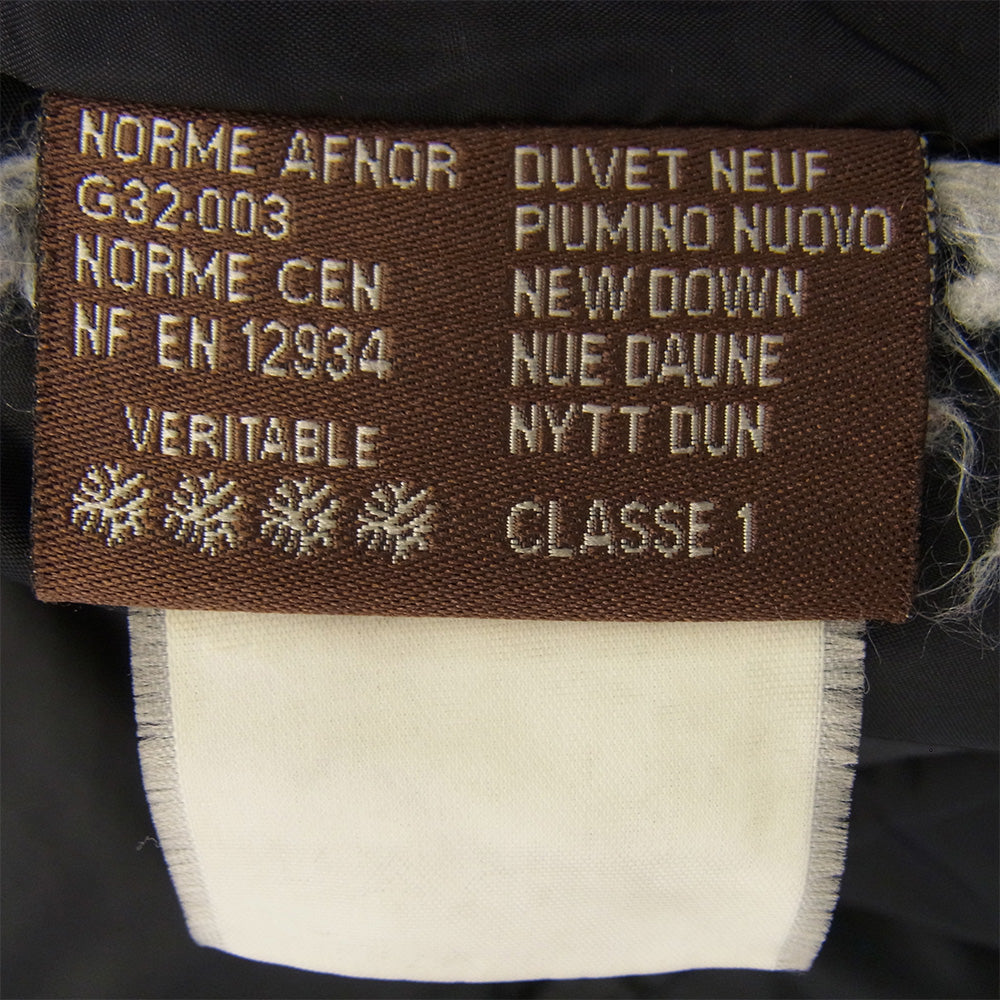 NORME AFNOR
G32-003
NORME CEN
NF EN 12934
VERITABLE
DUVET NEUF
PIUMINO NUOVO
NEW DOWN
NUE DAUNE
NYTT DUN
CLASSE 1